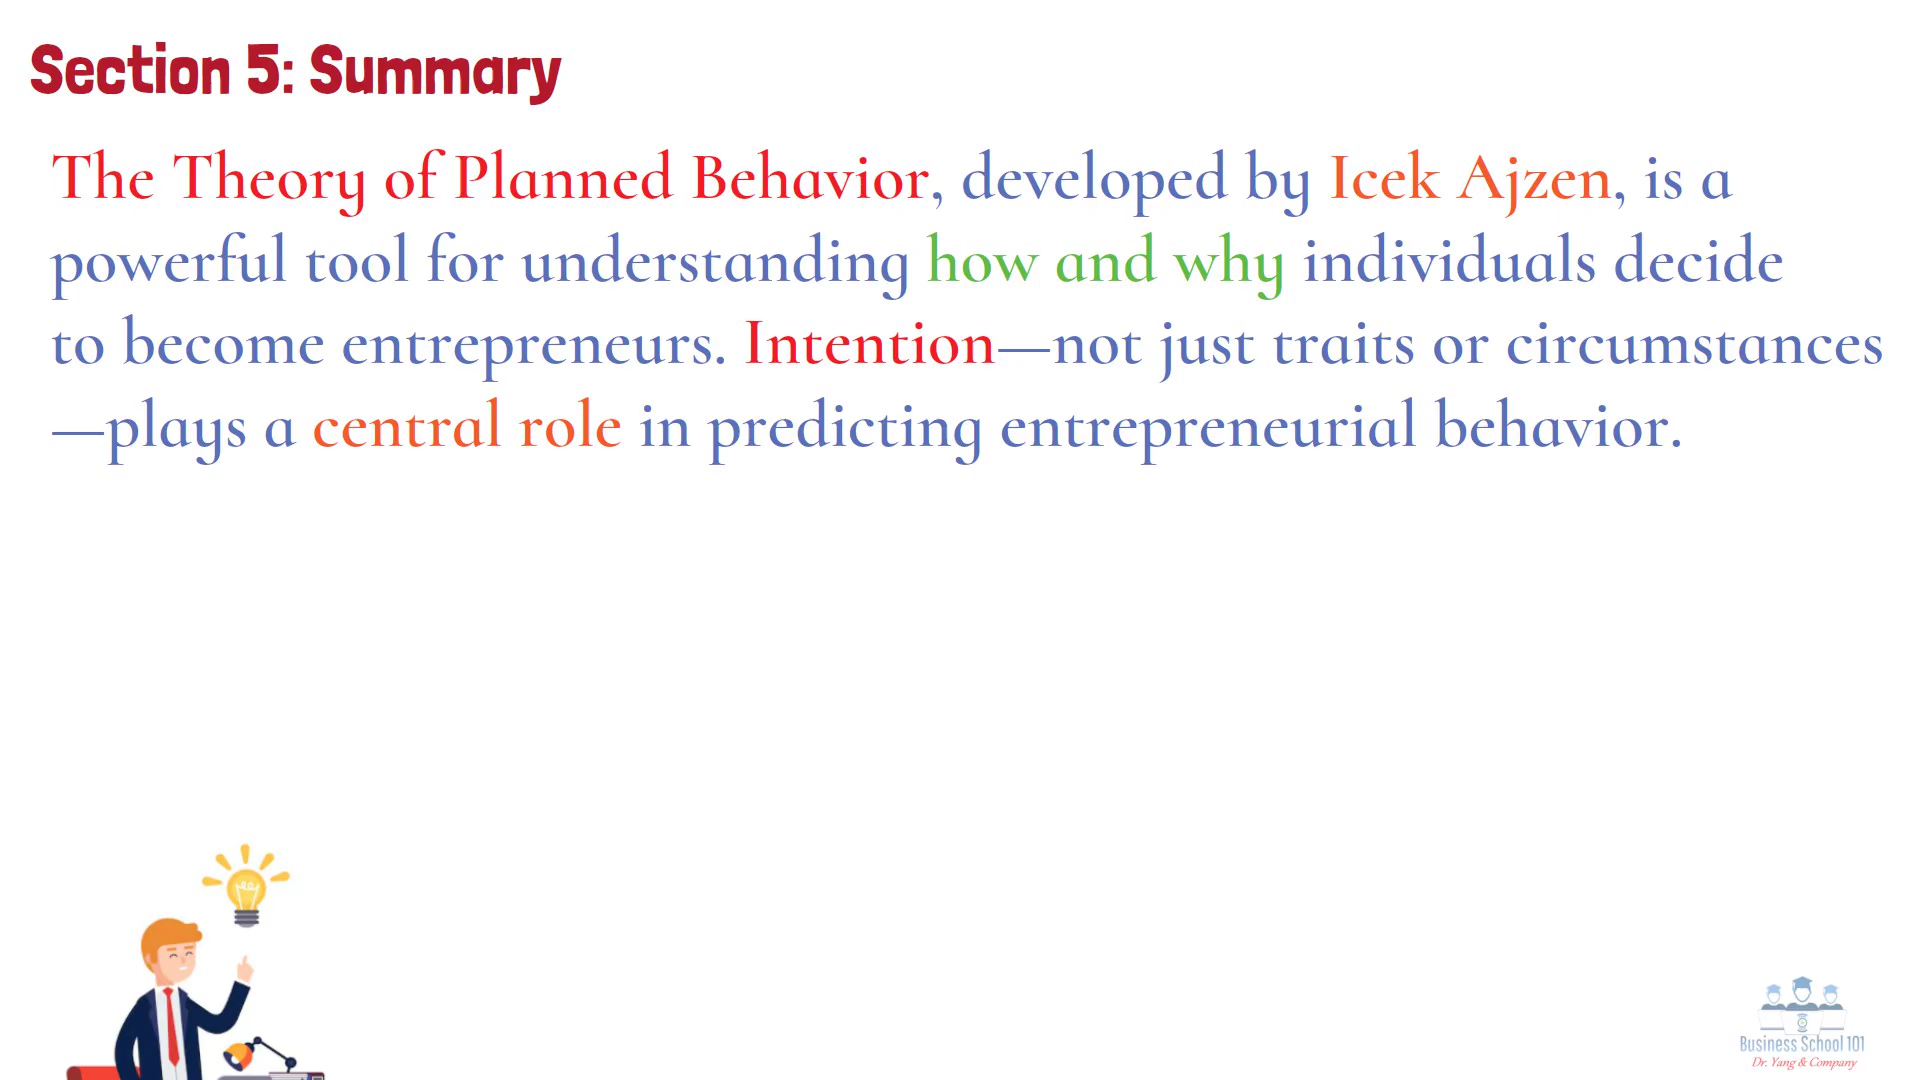 Section 5: Summary
The Theory of Planned Behavior, developed by Icek Ajzen, is a
powerful tool for understanding how and why individuals decide
to become entrepreneurs. Intention—not just traits or circumstances
—plays a central role in predicting entrepreneurial behavior.
Business School 101
Dr. Yang & Company